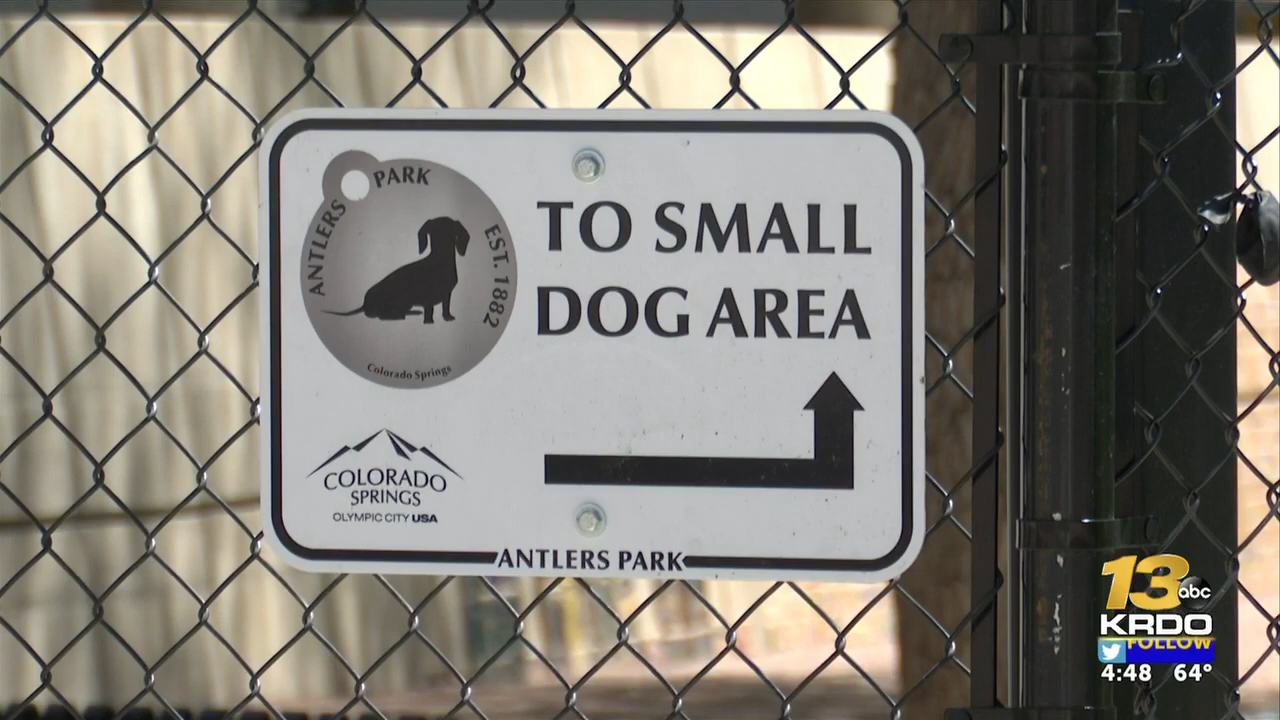 ANTLERS PARK EST. 1882
Colorado Springs
TO SMALL
DOG AREA
COLORADO
SPRINGS
OLYMPIC CITY USA
ANTLERS PARK
13 abc
KRDO
FOLLOW
4:48 64°